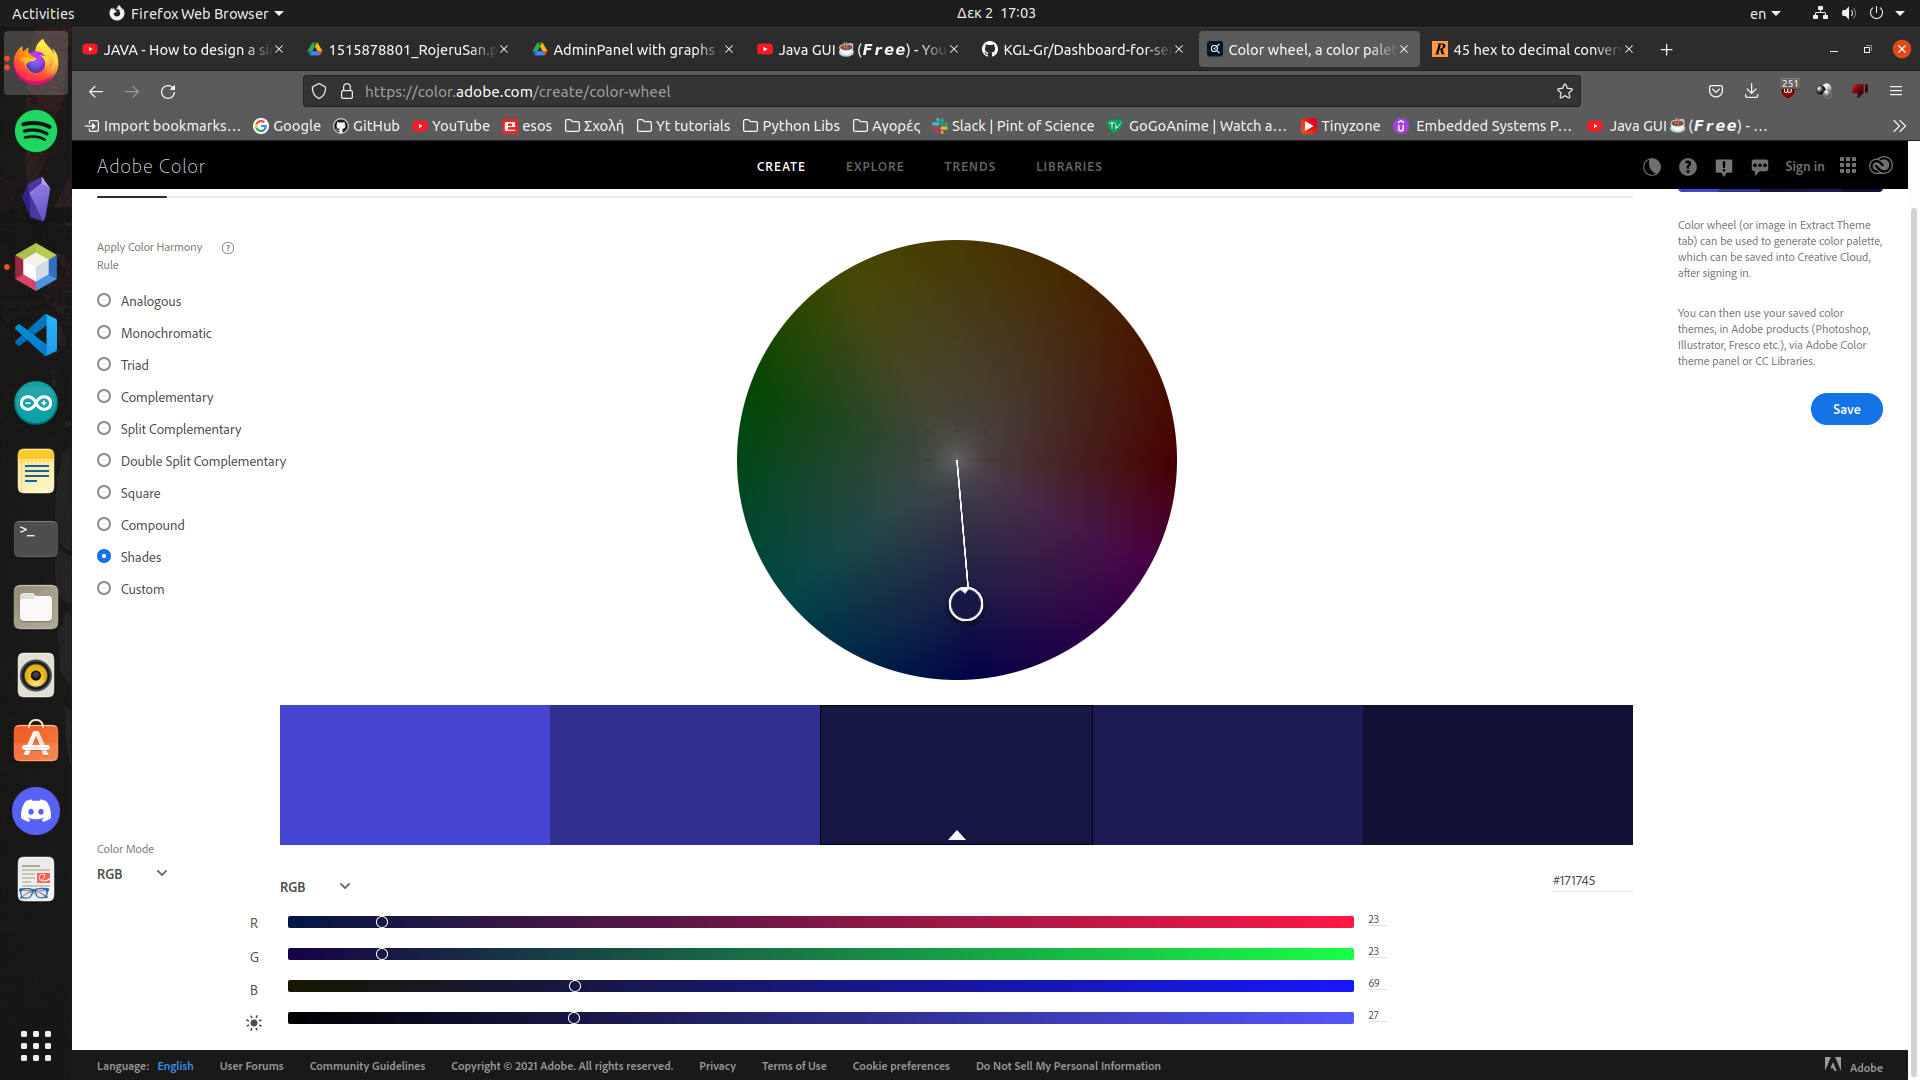 Activities
Firefox Web Browser
Δεκ 2 17:03
en
JAVA - How to design a si
1515878801_RojeruSan.p
AdminPanel with graphs
Java GUI☕(𝙁𝙧𝙚𝙚) - You
KGL-Gr/Dashboard-for-se
Color wheel, a color palet
45 hex to decimal convers
https://color.adobe.com/create/color-wheel
251
Import bookmarks…
Google
GitHub
YouTube
esos
Σχολή
Yt tutorials
Python Libs
Αγορές
Slack | Pint of Science
GoGoAnime | Watch a…
Tinyzone
Embedded Systems P…
Java GUI☕(𝙁𝙧𝙚𝙚) - …
Adobe Color
CREATE
EXPLORE
TRENDS
LIBRARIES
Sign in
Apply Color Harmony
Rule
Analogous
Monochromatic
Triad
Complementary
Split Complementary
Double Split Complementary
Square
Compound
Shades
Custom
Color wheel (or image in Extract Theme
tab) can be used to generate color palette,
which can be saved into Creative Cloud,
after signing in.
You can then use your saved color
themes, in Adobe products (Photoshop,
Illustrator, Fresco etc.), via Adobe Color
theme panel or CC Libraries.
Save
Color Mode
RGB
RGB
#171745
R
23
G
23
B
69
27
Language: English
User Forums
Community Guidelines
Copyright © 2021 Adobe. All rights reserved.
Privacy
Terms of Use
Cookie preferences
Do Not Sell My Personal Information
Adobe